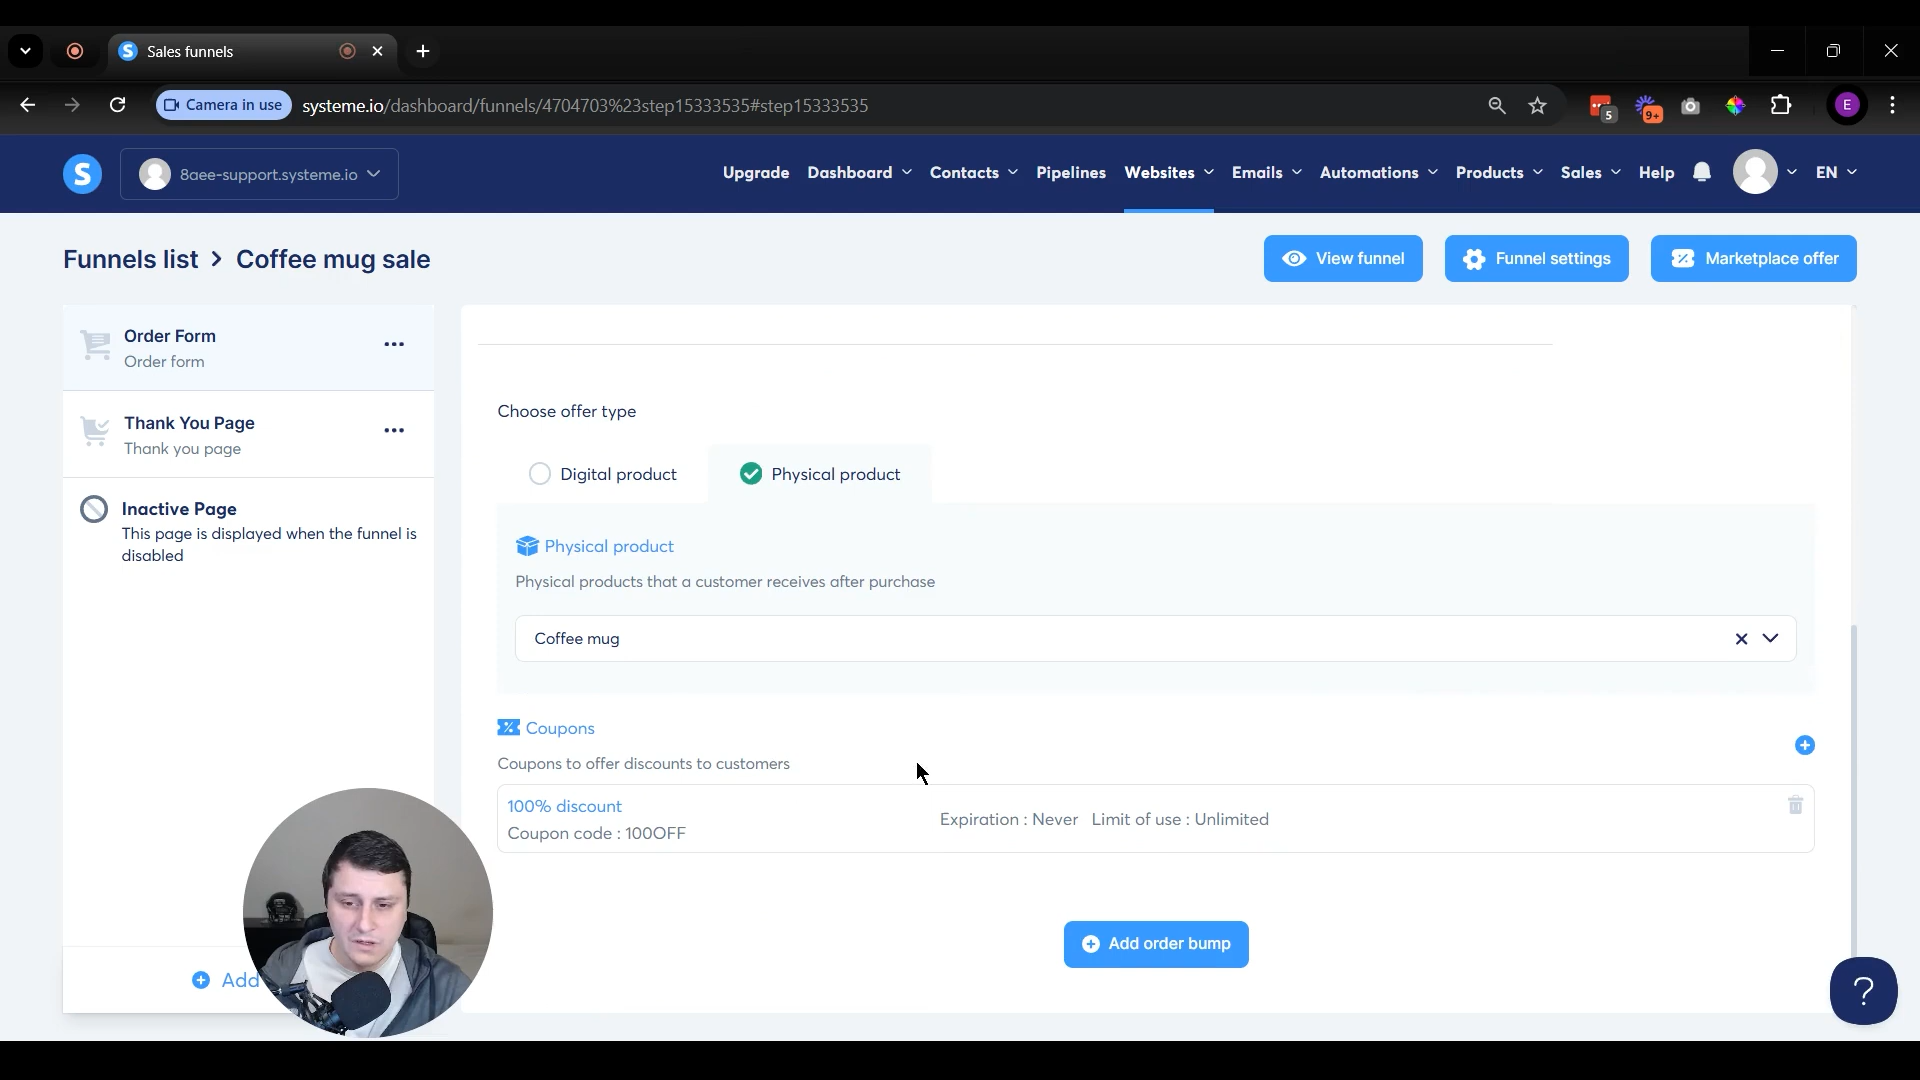 Sales funnels
Camera in use
systeme.io/dashboard/funnels/4704703%23step15333535#step15333535
5
9+
E
S
8aee-support.systeme.io
Upgrade
Dashboard
Contacts
Pipelines
Websites
Emails
Automations
Products
Sales
Help
EN
Funnels list > Coffee mug sale
View funnel
Funnel settings
Marketplace offer
Order Form
Order form
Thank You Page
Thank you page
Inactive Page
This page is displayed when the funnel is
disabled
Add
Choose offer type
Digital product
Physical product
Physical product
Physical products that a customer receives after purchase
Coffee mug
Coupons
Coupons to offer discounts to customers
100% discount
Coupon code : 100OFF
Expiration : Never Limit of use : Unlimited
Add order bump
?